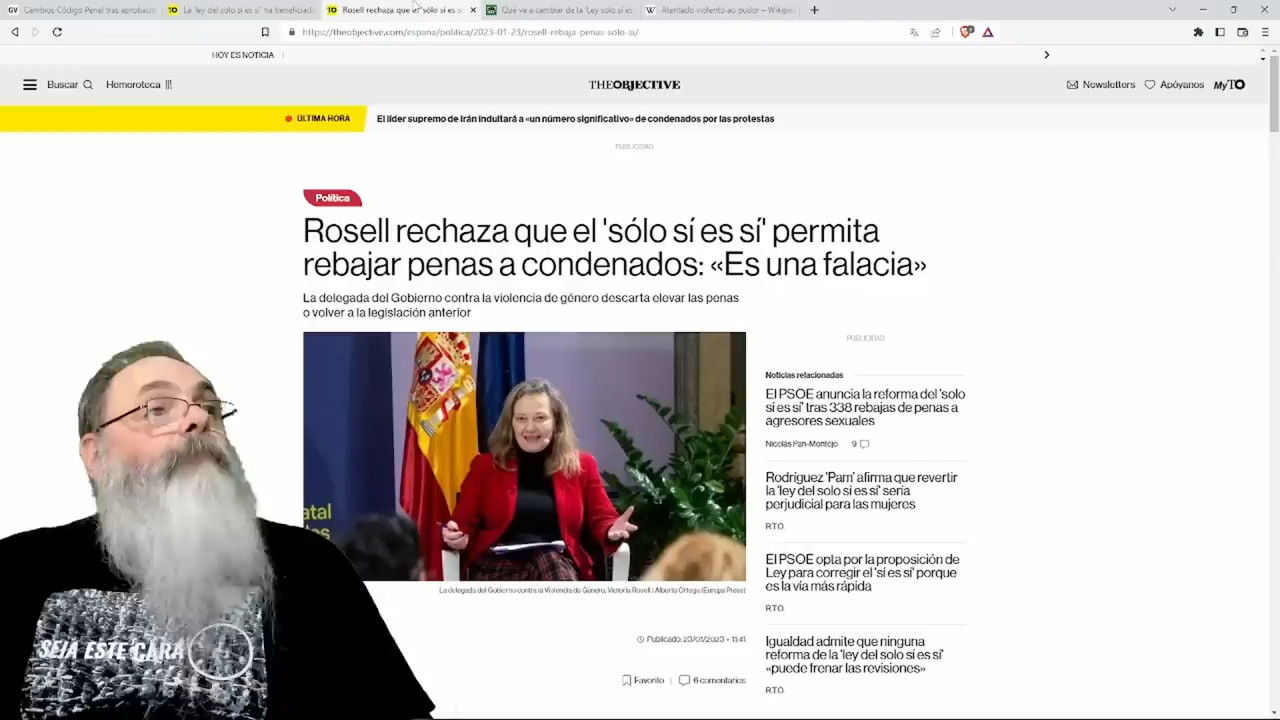 Cambios Código Penal tras aprobació
La 'ley del solo sí es sí' ha beneficiad
Rosell rechaza que el 'sólo sí es sí
Qué va a cambiar de la 'Ley sólo sí es
Atentado violento al pudor - Wikipe
https://theobjective.com/espana/politica/2023-01-23/rosell-rebaja-penas-solo-si/
HOY ES NOTICIA
Buscar
Hemeroteca
THEOBJECTIVE
Newsletters
Apóyanos
MyTO
ÚLTIMA HORA
El líder supremo de Irán indultará a «un número significativo» de condenados por las protestas
PUBLICIDAD
Política
Rosell rechaza que el 'sólo sí es sí' permita
rebajar penas a condenados: «Es una falacia»
La delegada del Gobierno contra la violencia de género descarta elevar las penas
o volver a la legislación anterior
La delegada del Gobierno contra la Violencia de Género, Victoria Rosell | Alberto Ortega (Europa Press)
Publicado: 23/01/2023 • 11:41
Favorito
6 comentarios
PUBLICIDAD
Noticias relacionadas
El PSOE anuncia la reforma del 'solo
sí es sí' tras 338 rebajas de penas a
agresores sexuales
Nicolás Pan-Montojo
9
Rodríguez 'Pam' afirma que revertir
la 'ley del solo sí es sí' sería
perjudicial para las mujeres
R.T.O.
El PSOE opta por la proposición de
Ley para corregir el 'sí es sí' porque
es la vía más rápida
R.T.O.
Igualdad admite que ninguna
reforma de la 'ley del solo sí es sí'
«puede frenar las revisiones»
R.T.O.
ESTE CARA